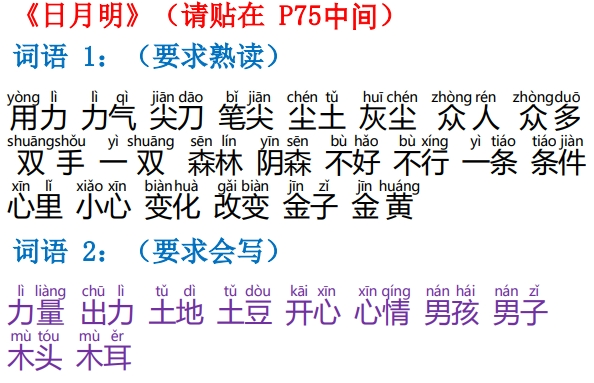 《日月明》（请贴在 P75中间）
词语 1：（要求熟读）
yòng lì lì qì jiān dāo bǐ jiān chén tǔ huī chén zhòng rén zhòng duō
用力 力气 尖刀 笔尖 尘土 灰尘 众人 众多
shuāng shǒu yì shuāng sēn lín yīn sēn bù hǎo bù xíng yì tiáo tiáo jiàn
双手 一双 森林 阴森 不好 不行 一条 条件
xīn lǐ xiǎo xīn biàn huà gǎi biàn jīn zǐ jīn huáng
心里 小心 变化 改变 金子 金黄
词语 2：（要求会写）
lì liàng chū lì tǔ dì tǔ dòu kāi xīn xīn qíng nán hái nán zǐ
力量 出力 土地 土豆 开心 心情 男孩 男子
mù tóu mù ěr
木头 木耳